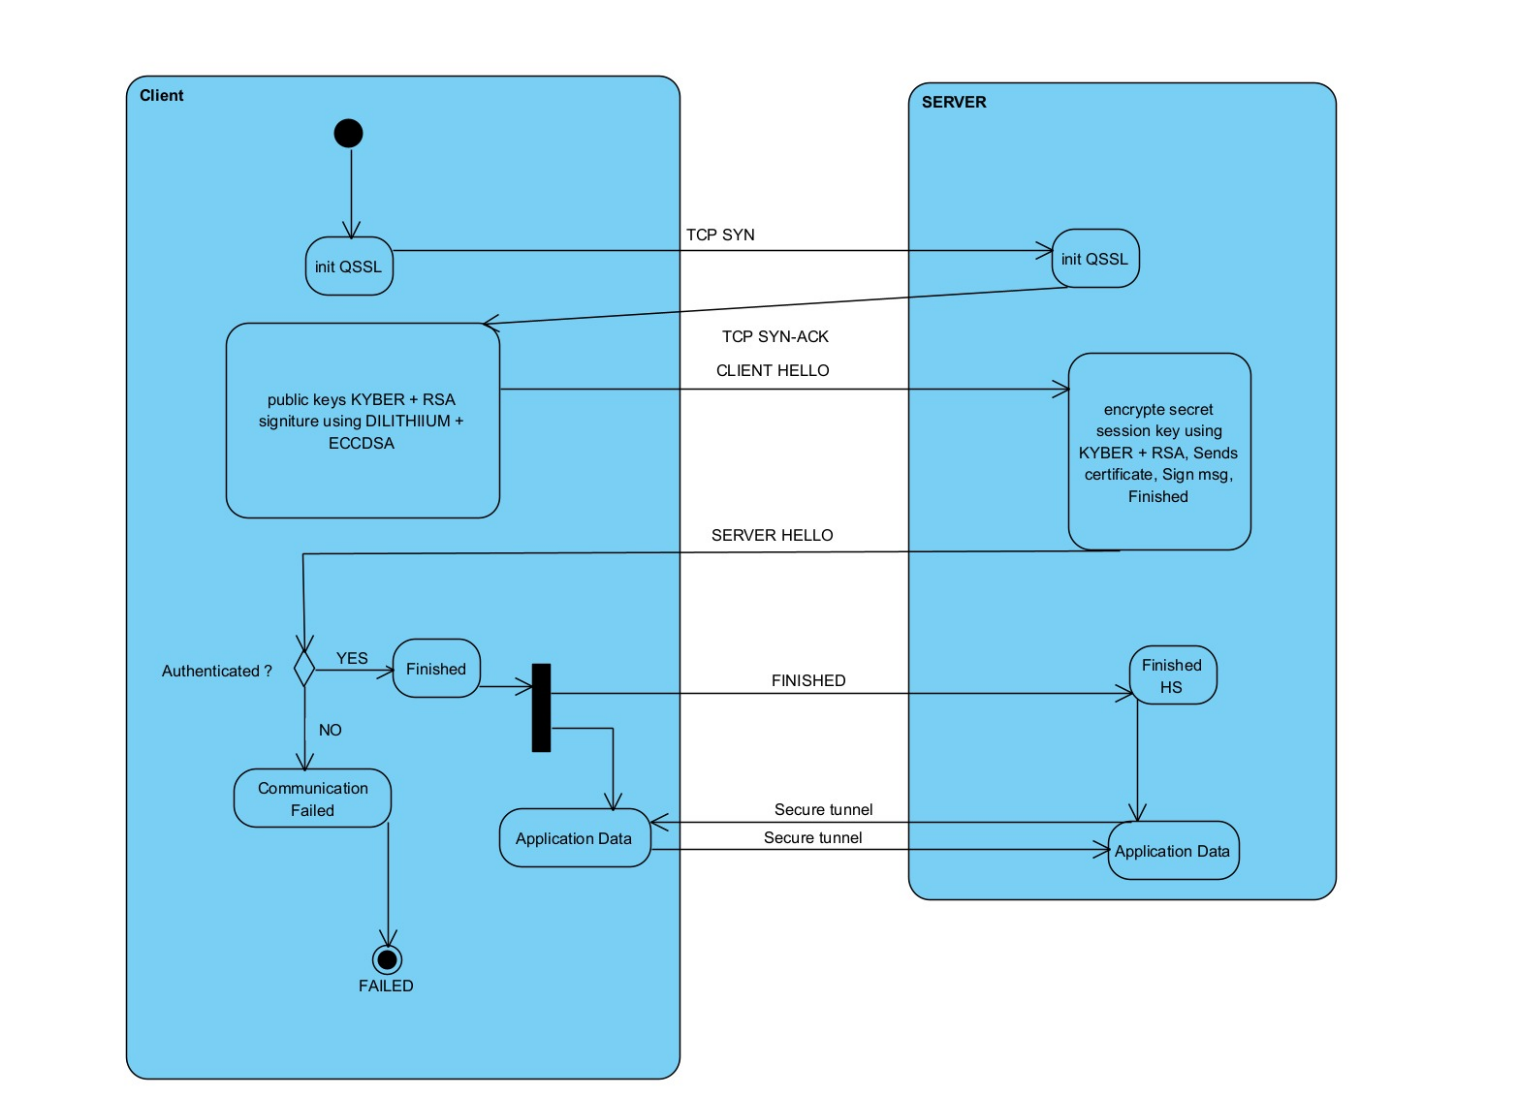 Client
SERVER
TCP SYN
init QSSL
init QSSL
TCP SYN-ACK
CLIENT HELLO
public keys KYBER + RSA
signiture using DILITHIIUM +
ECCDSA
encrypte secret
session key using
KYBER + RSA, Sends
certificate, Sign msg,
Finished
SERVER HELLO
Authenticated ?
YES
Finished
FINISHED
Finished
HS
NO
Communication
Failed
Secure tunnel
Secure tunnel
Application Data
Application Data
FAILED